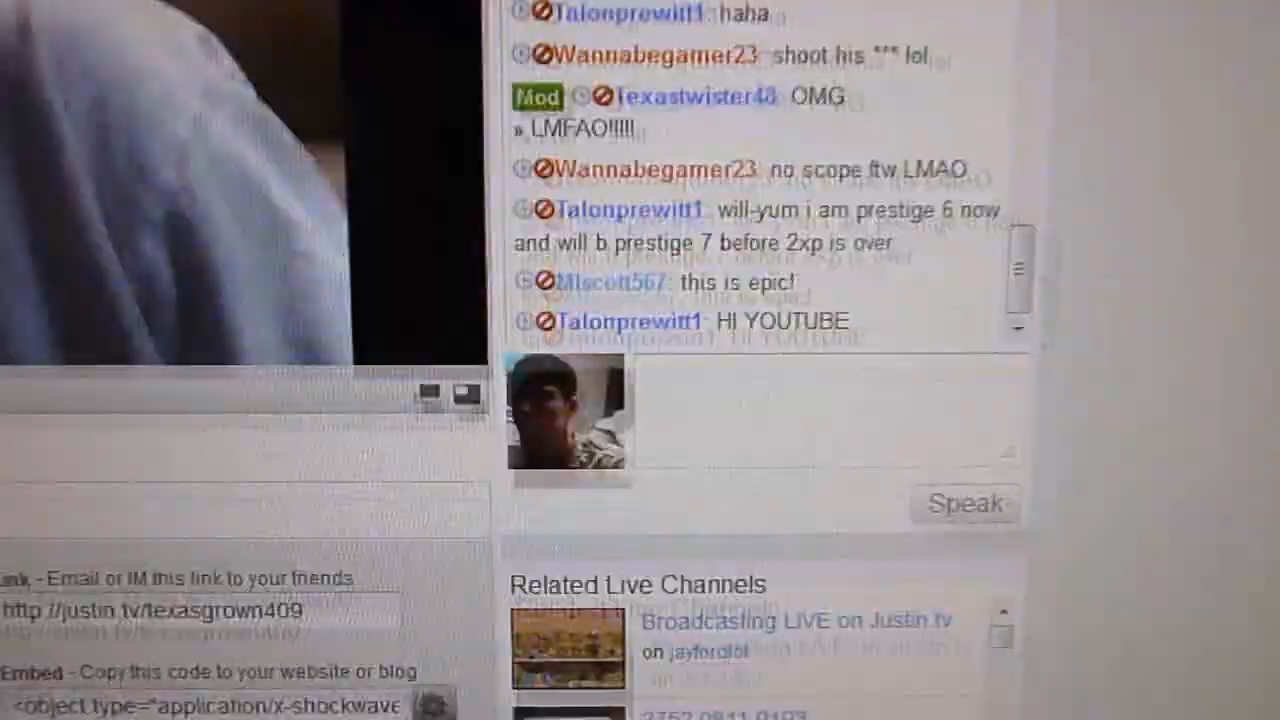 Talonprewitt1: haha
Wannabegamer23: shoot his *** lol
Mod Texastwister48: OMG
» LMFAO!!!!!
Wannabegamer23: no scope ftw LMAO
Talonprewitt1: will-yum i am prestige 6 now
and will b prestige 7 before 2xp is over
Mlscott567: this is epic!
Talonprewitt1: HI YOUTUBE
Speak
Link - Email or IM this link to your friends
http://justin.tv/texasgrown409
Embed - Copy this code to your website or blog
<object type="application/x-shockwave
Related Live Channels
Broadcasting LIVE on Justin.tv
on